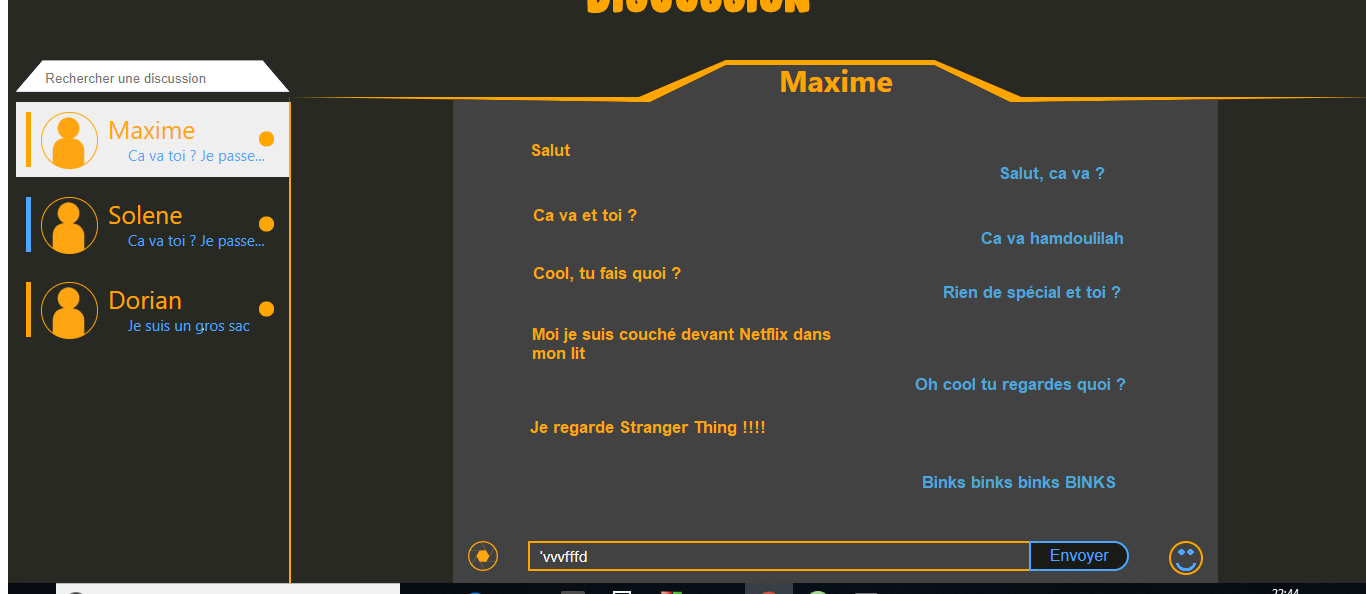 DISCUSSION
Rechercher une discussion
Maxime
Ca va toi ? Je passe...
Solene
Ca va toi ? Je passe...
Dorian
Je suis un gros sac
Maxime
Salut
Salut, ca va ?
Ca va et toi ?
Ca va hamdoulilah
Cool, tu fais quoi ?
Rien de spécial et toi ?
Moi je suis couché devant Netflix dans
mon lit
Oh cool tu regardes quoi ?
Je regarde Stranger Thing !!!!
Binks binks binks BINKS
'vvvfffd
Envoyer
22:44